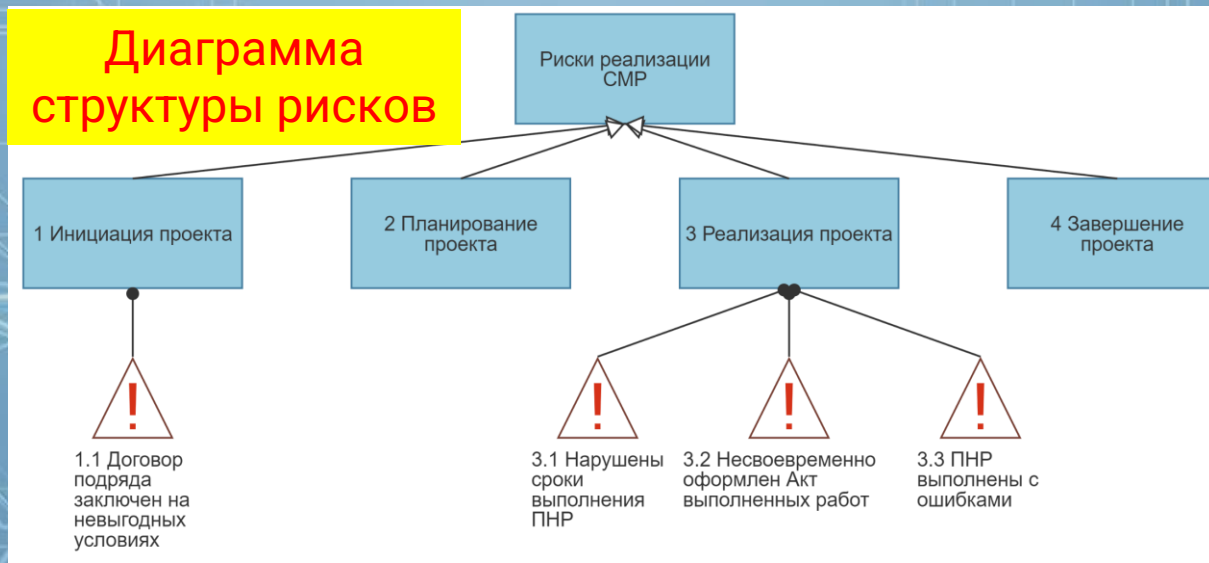 Диаграмма
структуры рисков
Риски реализации
СМР
1 Инициация проекта
2 Планирование
проекта
3 Реализация проекта
4 Завершение
проекта
1.1 Договор
подряда
заключен на
невыгодных
условиях
3.1 Нарушены
сроки
выполнения
ПНР
3.2 Несвоевременно
оформлен Акт
выполненных работ
3.3 ПНР
выполнены с
ошибками